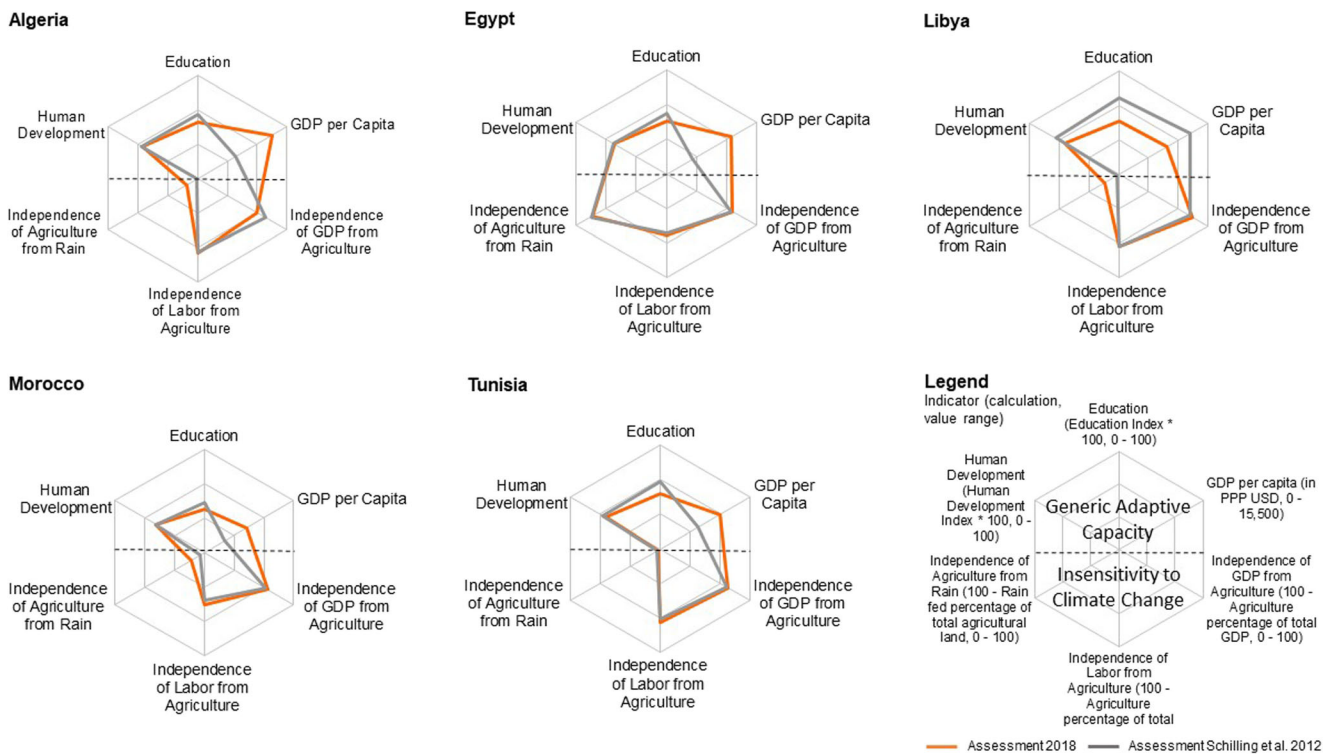 Algeria
Education
Human
Development
GDP per Capita
Independence
of Agriculture
from Rain
Independence
of GDP from
Agriculture
Independence
of Labor from
Agriculture
Egypt
Education
Human
Development
GDP per Capita
Independence
of Agriculture
from Rain
Independence
of GDP from
Agriculture
Independence
of Labor from
Agriculture
Libya
Education
Human
Development
GDP per
Capita
Independence
of Agriculture
from Rain
Independence
of GDP from
Agriculture
Independence
of Labor from
Agriculture
Morocco
Education
Human
Development
GDP per Capita
Independence
of Agriculture
from Rain
Independence
of GDP from
Agriculture
Independence
of Labor from
Agriculture
Tunisia
Education
Human
Development
GDP per
Capita
Independence
of Agriculture
from Rain
Independence
of GDP from
Agriculture
Independence
of Labor from
Agriculture
Legend
Indicator (calculation,
value range)
Education
(Education Index *
100, 0 - 100)
Human
Development
(Human
Development
Index * 100, 0 -
100)
GDP per capita (in
PPP USD, 0 -
15,500)
Generic Adaptive
Capacity
Insensitivity to
Climate Change
Independence of
Agriculture from
Rain (100 - Rain
fed percentage of
total agricultural
land, 0 - 100)
Independence of
GDP from
Agriculture (100 -
Agriculture
percentage of total
GDP, 0 - 100)
Independence of
Labor from
Agriculture (100 -
Agriculture
percentage of total
Assessment 2018
Assessment Schilling et al. 2012